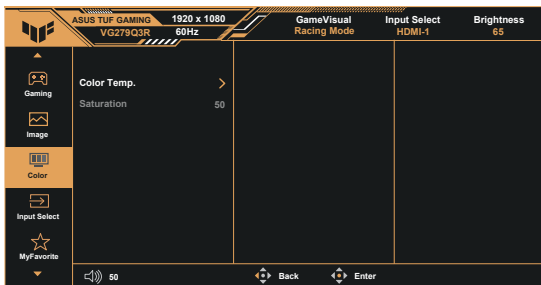 ASUS TUF GAMING
VG279Q3R
1920 x 1080
60Hz
GameVisual
Racing Mode
Input Select
HDMI-1
Brightness
65
Gaming
Image
Color
Input Select
MyFavorite
Color Temp.
Saturation 50
50
Back
Enter